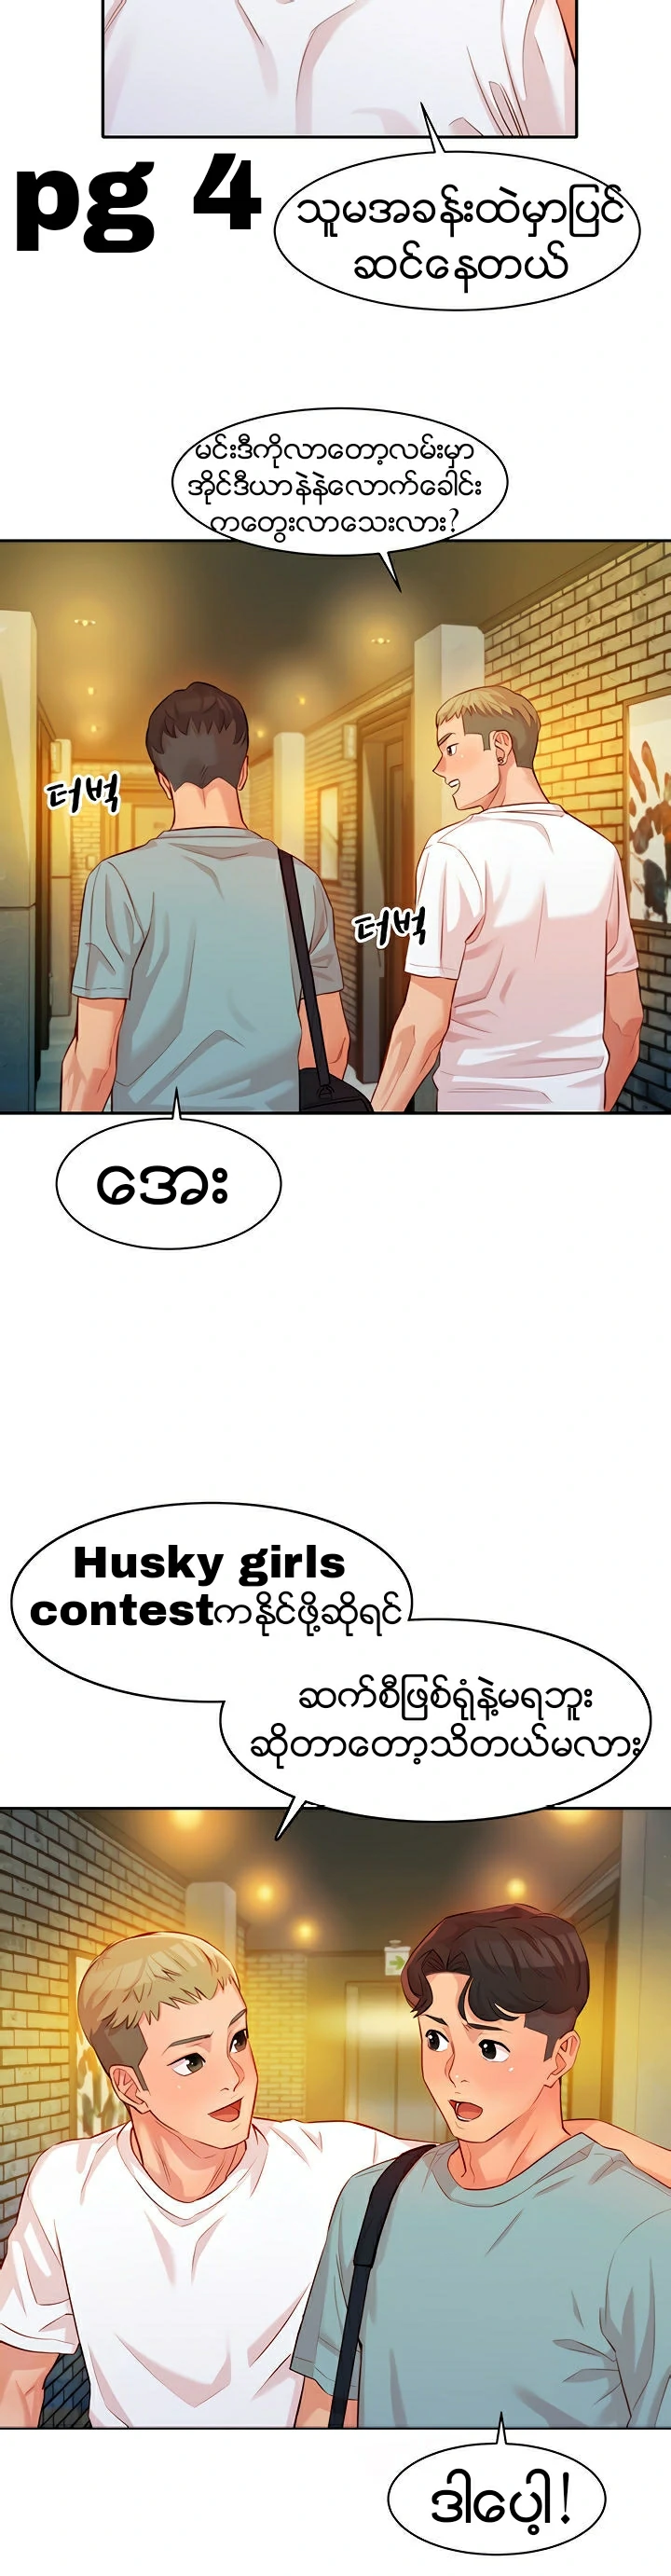 pg 4
သူမအခန်းထဲမှာပြင်
ဆင်နေတယ်
မင်းဒီကိုလာတော့လမ်းမှာ
အိုင်ဒီယာနဲနဲလောက်ခေါင်း
ကတွေးလာသေးလား?
터벅
터벅
အေး
Husky girls
contestကနိုင်ဖို့ဆိုရင်
ဆက်စီဖြစ်ရုံနဲ့မရဘူး
ဆိုတာတော့သိတယ်မလား
ဒါပေါ့!